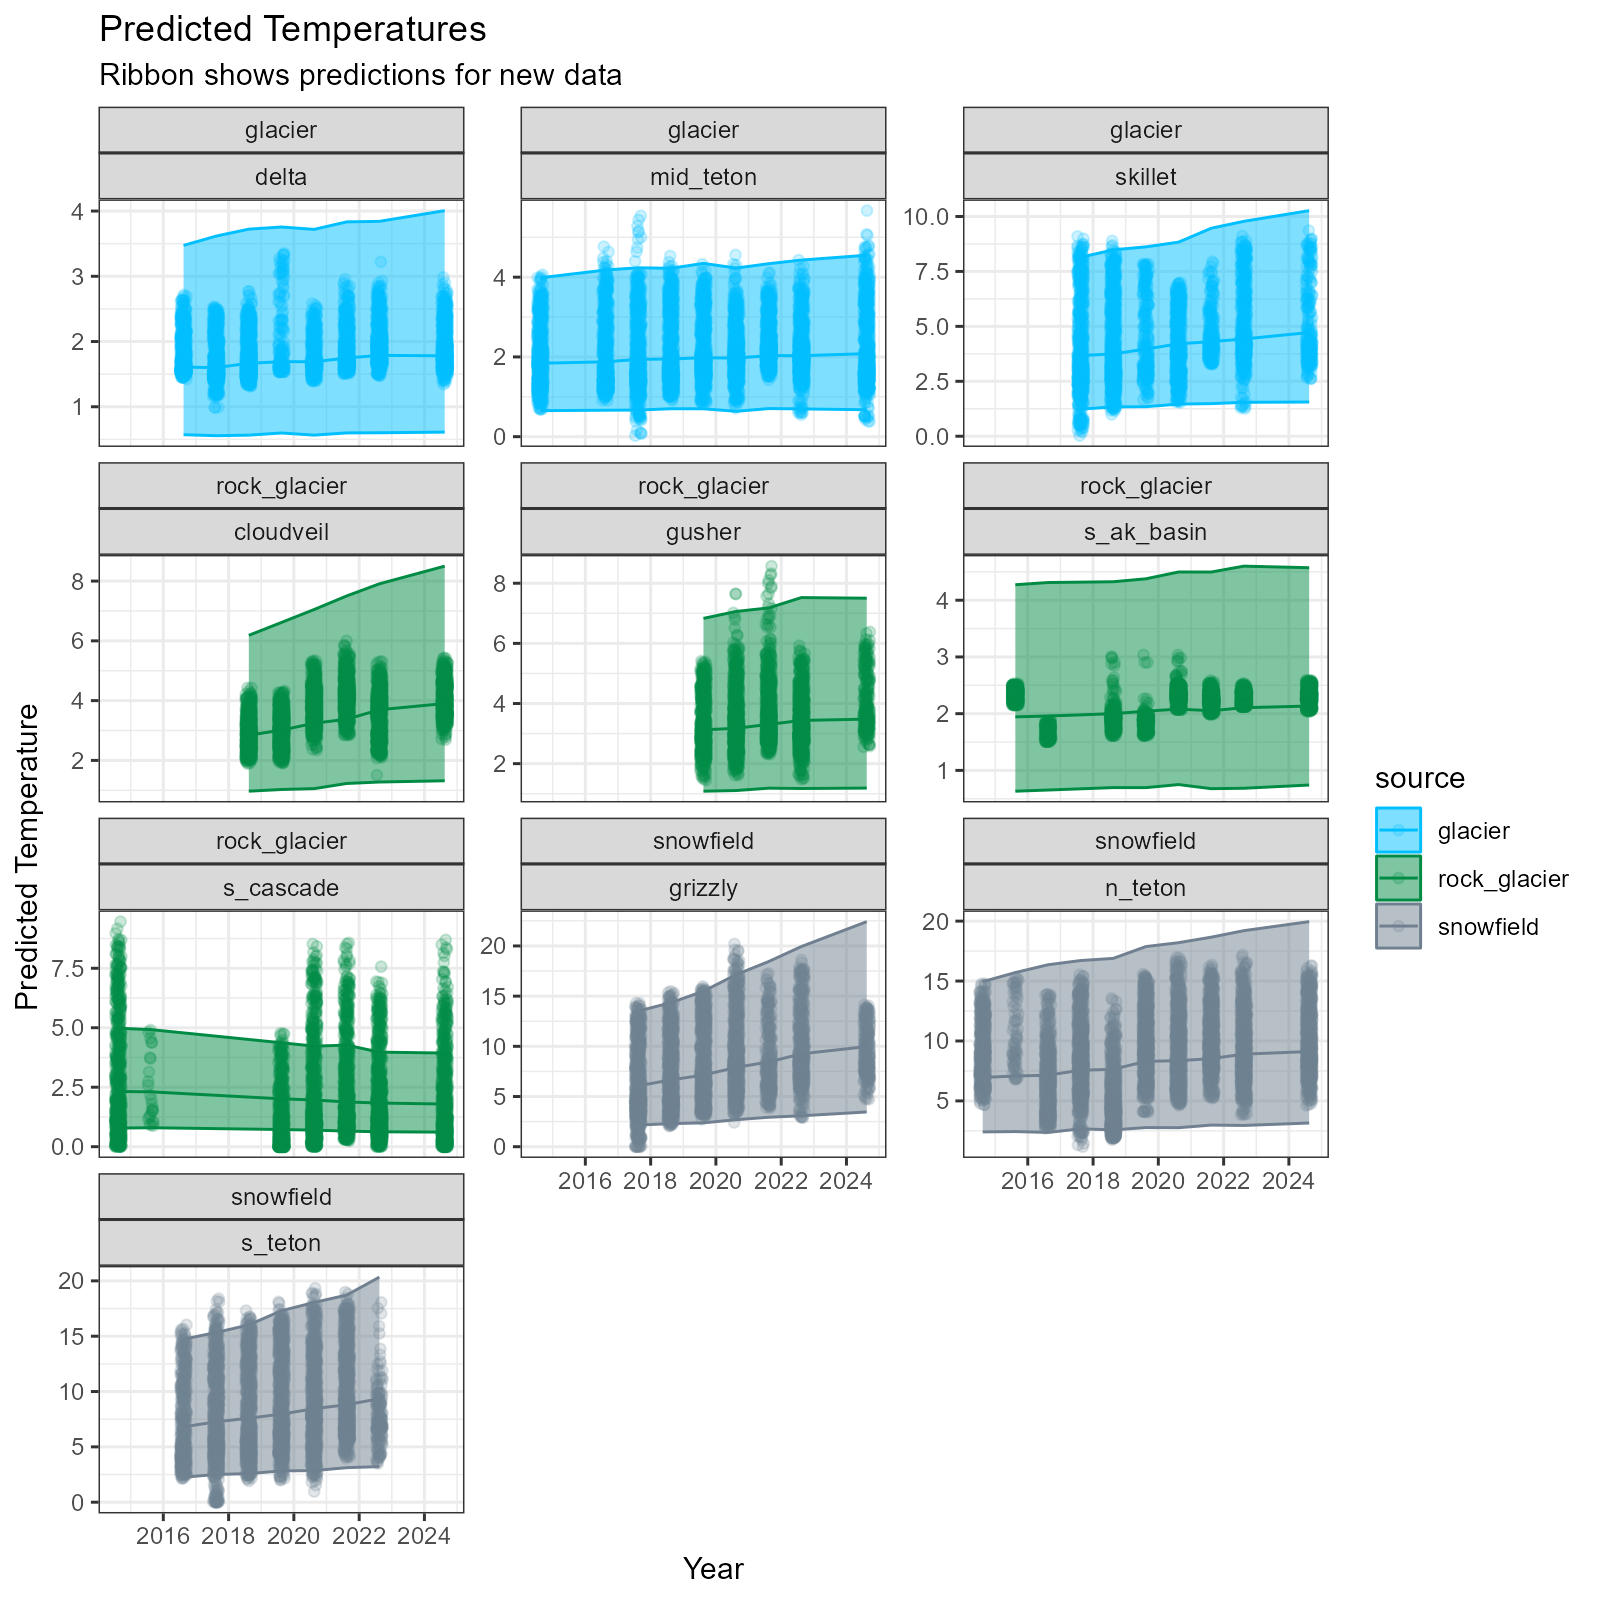 Predicted Temperatures
Ribbon shows predictions for new data
glacier
glacier
glacier
delta
mid_teton
skillet
4
3
2
1
4
2
0
10.0
7.5
5.0
2.5
0.0
rock_glacier
rock_glacier
rock_glacier
cloudveil
gusher
s_ak_basin
8
6
4
2
8
6
4
2
4
3
2
1
rock_glacier
snowfield
snowfield
s_cascade
grizzly
n_teton
7.5
5.0
2.5
0.0
20
15
10
5
0
20
15
10
5
2016 2018 2020 2022 2024
2016 2018 2020 2022 2024
snowfield
s_teton
20
15
10
5
0
2016 2018 2020 2022 2024
Year
Predicted Temperature
source
glacier
rock_glacier
snowfield